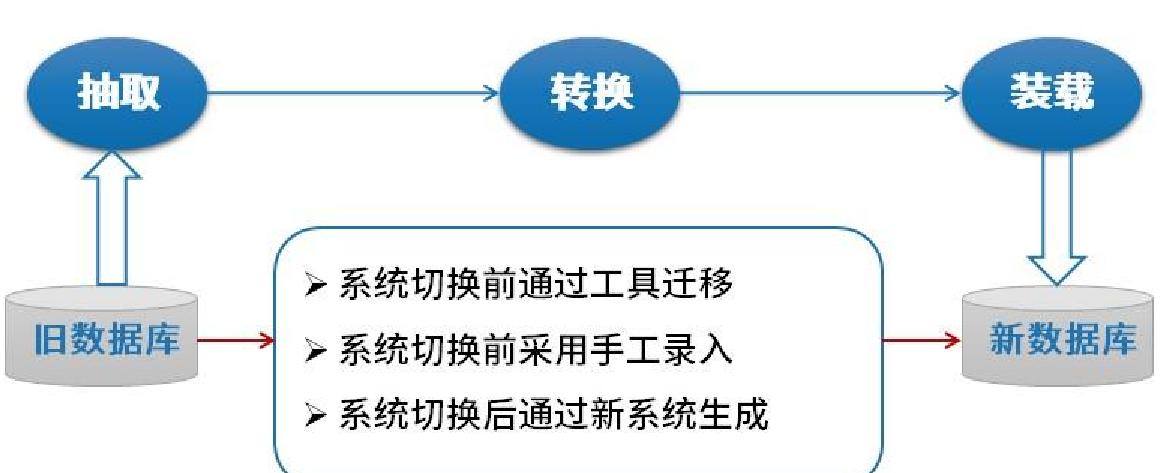 抽取
转换
装载
旧数据库
➢ 系统切换前通过工具迁移
➢ 系统切换前采用手工录入
➢ 系统切换后通过新系统生成
新数据库